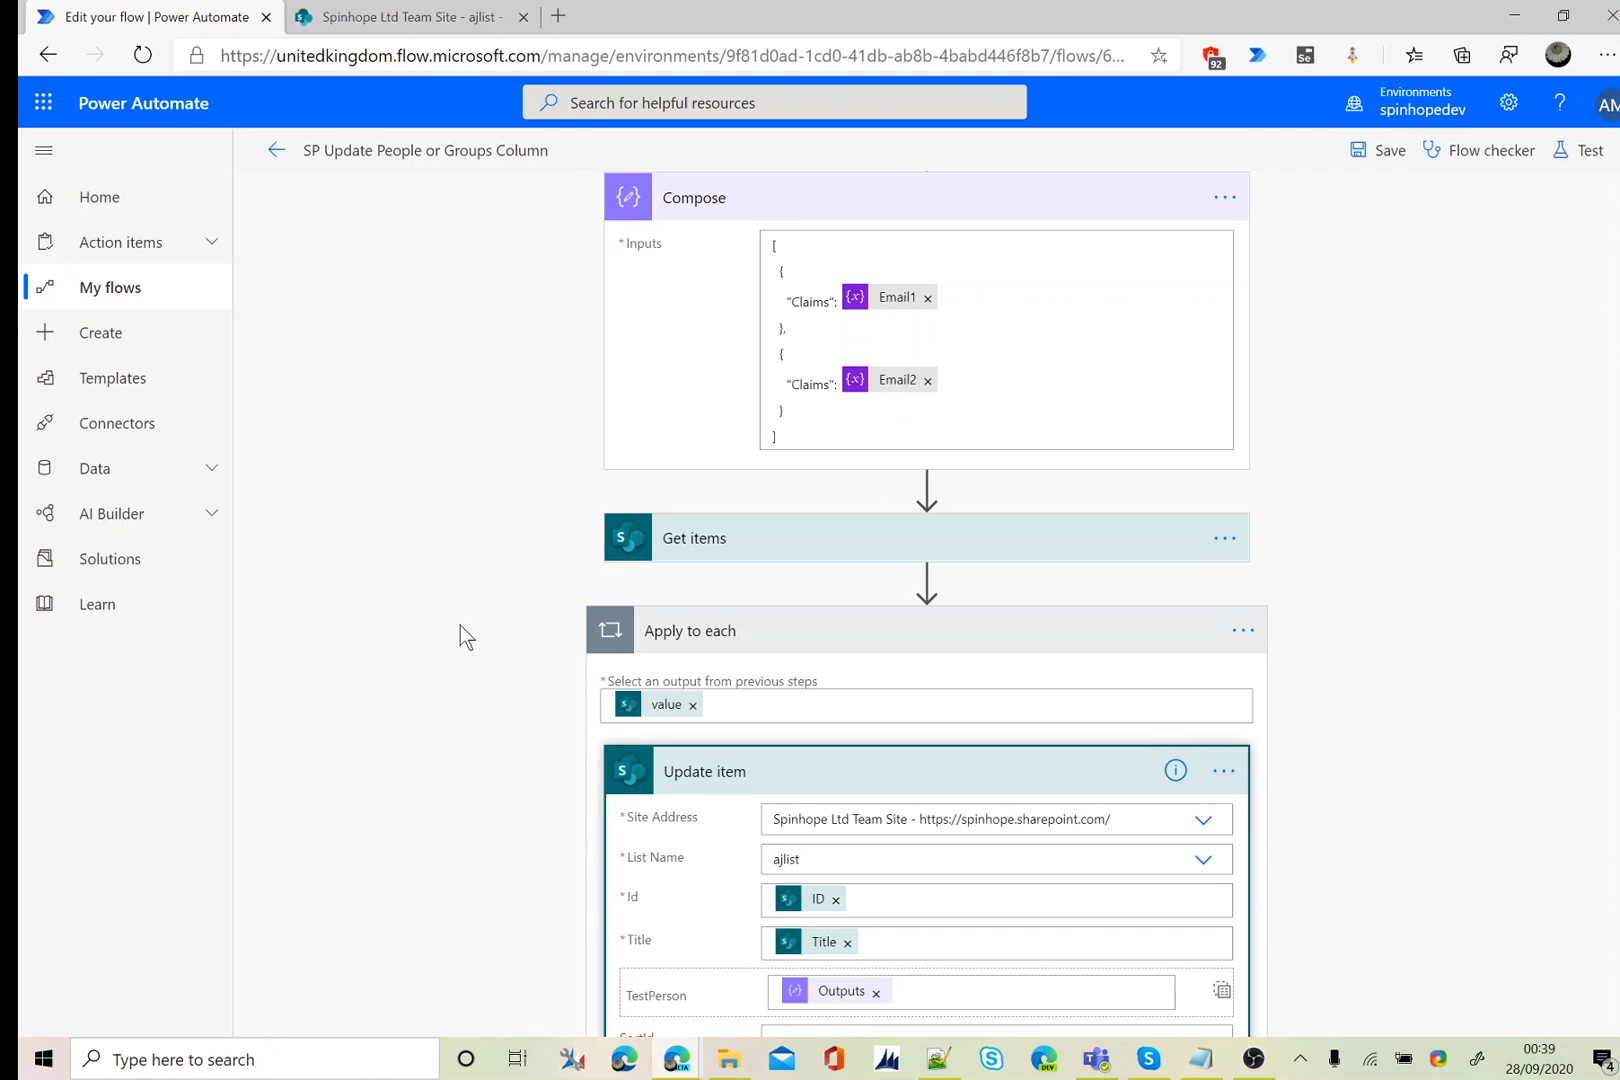 Edit your flow | Power Automate
Spinhope Ltd Team Site - ajlist -
https://unitedkingdom.flow.microsoft.com/manage/environments/9f81d0ad-1cd0-41db-ab8b-4babd446f8b7/flows/6...
92
Se
Power Automate
Search for helpful resources
Environments
spinhopedev
?
AM
SP Update People or Groups Column
Save
Flow checker
Test
Home
Action items
My flows
Create
Templates
Connectors
Data
AI Builder
Solutions
Learn
Compose
* Inputs
[
{
"Claims": Email1 ×
},
{
"Claims": Email2 ×
}
]
Get items
Apply to each
* Select an output from previous steps
value ×
Update item
* Site Address
Spinhope Ltd Team Site - https://spinhope.sharepoint.com/
* List Name
ajlist
* Id
ID ×
* Title
Title ×
TestPerson
Outputs ×
Type here to search
BETA
DEV
00:39
28/09/2020
4